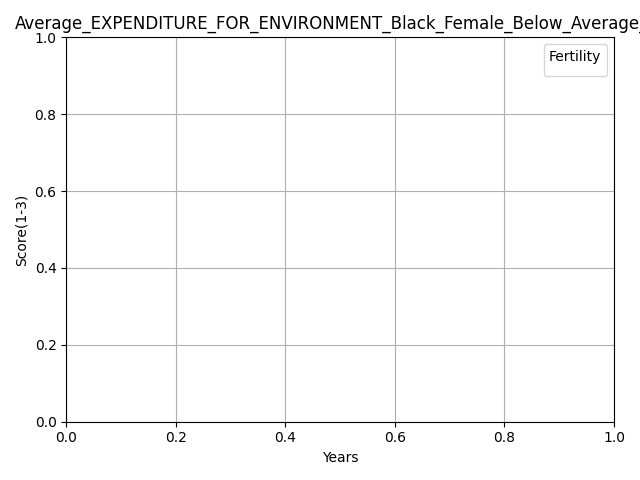 Average_EXPENDITURE_FOR_ENVIRONMENT_Black_Female_Below_Average_
Fertility
1.0
0.8
0.6
0.4
0.2
0.0
Score(1-3)
0.0 0.2 0.4 0.6 0.8 1.0
Years